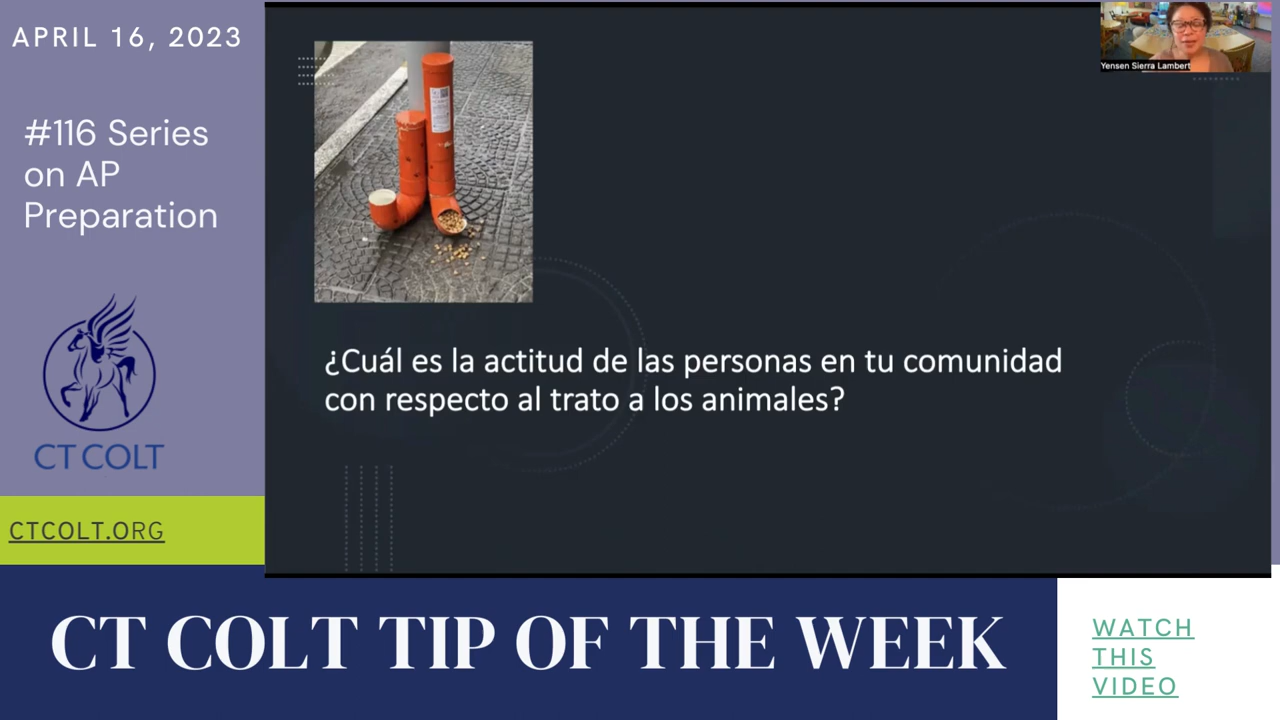 APRIL 16, 2023
#116 Series
on AP
Preparation
CT COLT
CTCOLT.ORG
Yensen Sierra Lambert
¿Cuál es la actitud de las personas en tu comunidad
con respecto al trato a los animales?
CT COLT TIP OF THE WEEK
WATCH
THIS
VIDEO